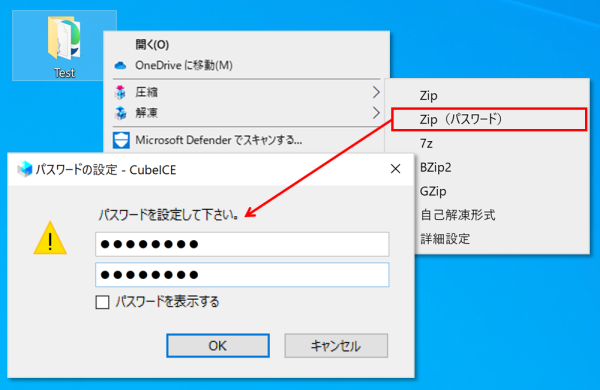 Test
開く(O)
OneDrive に移動(M)
圧縮
解凍
Microsoft Defender でスキャンする...
Zip
Zip（パスワード）
7z
BZip2
GZip
自己解凍形式
詳細設定
パスワードの設定 - CubeICE
パスワードを設定して下さい。
●●●●●●●●
●●●●●●●●
パスワードを表示する
OK
キャンセル